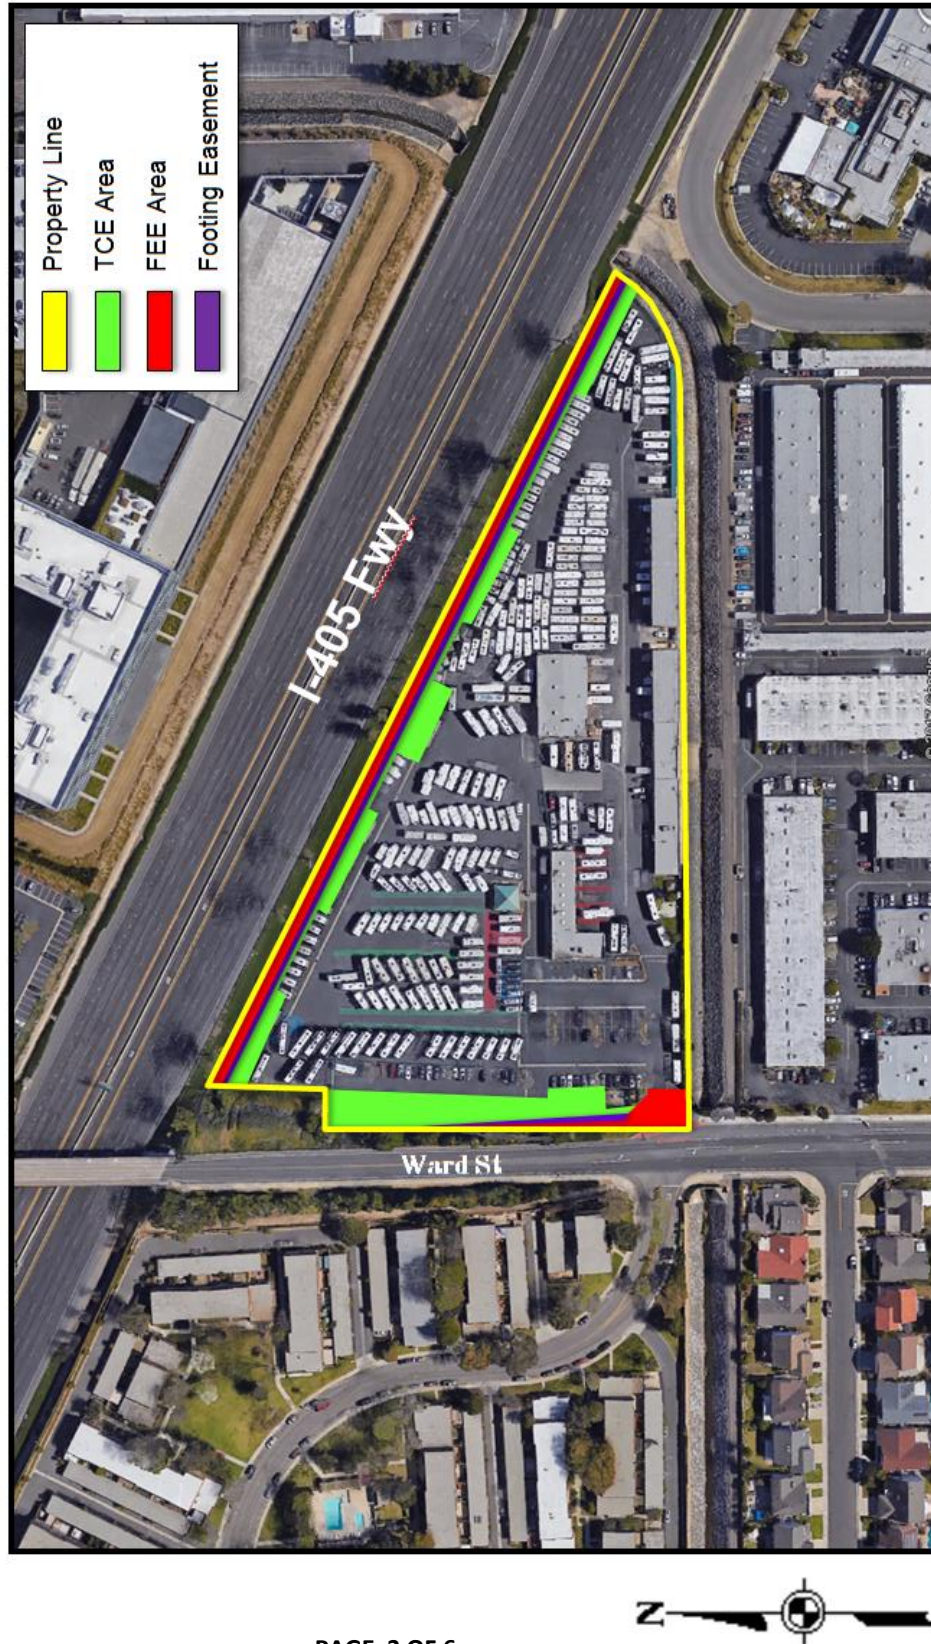 Property Line
TCE Area
FEE Area
Footing Easement
I-405 Fwy
Ward St
N